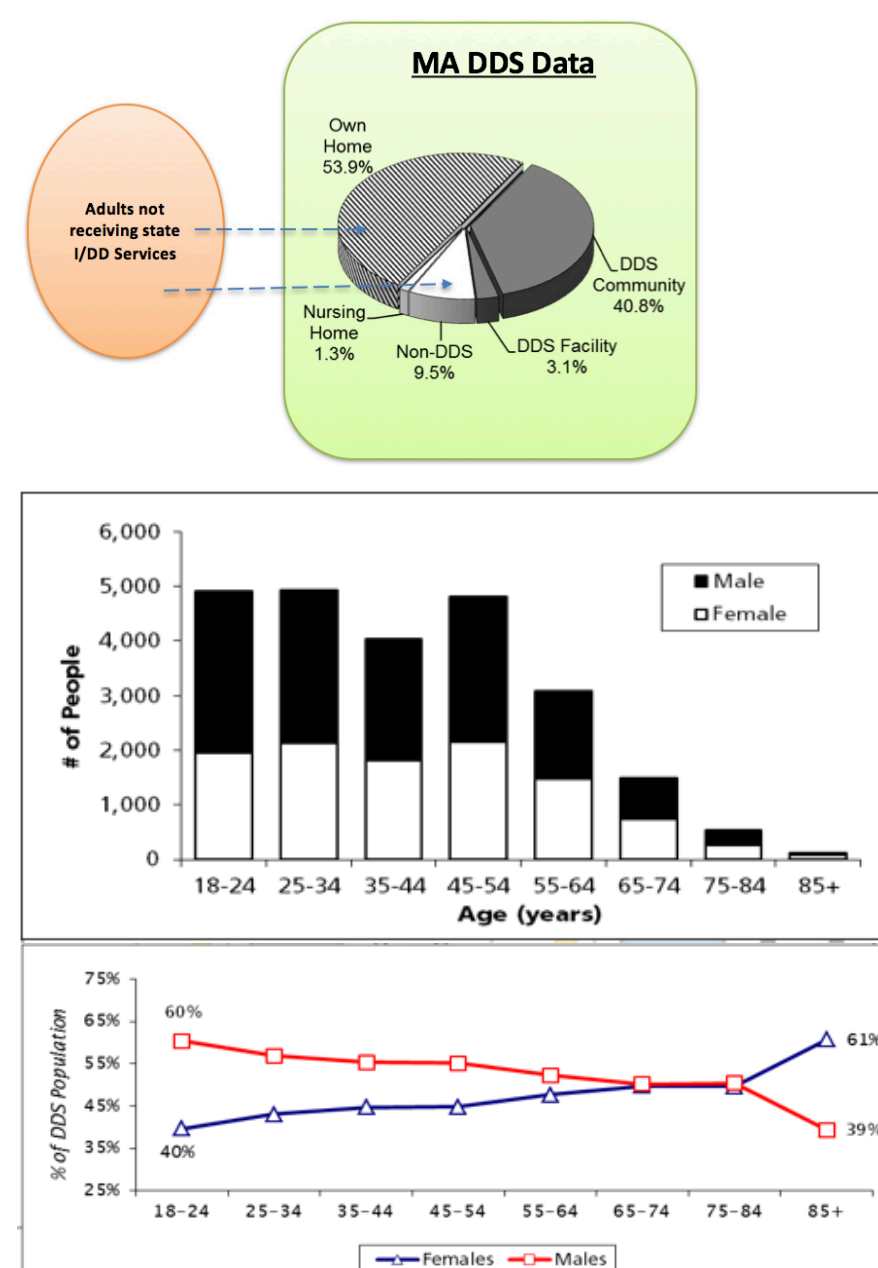 MA DDS Data
Own
Home
53.9%
Adults not
receiving state
I/DD Services
DDS
Community
40.8%
Nursing
Home
1.3%
Non-DDS
9.5%
DDS Facility
3.1%
6,000
5,000
4,000
3,000
2,000
1,000
0
# of People
Male
Female
18-24 25-34 35-44 45-54 55-64 65-74 75-84 85+
Age (years)
75%
65%
55%
45%
35%
25%
% of DDS Population
60%
40%
61%
39%
18-24 25-34 35-44 45-54 55-64 65-74 75-84 85+
Females Males